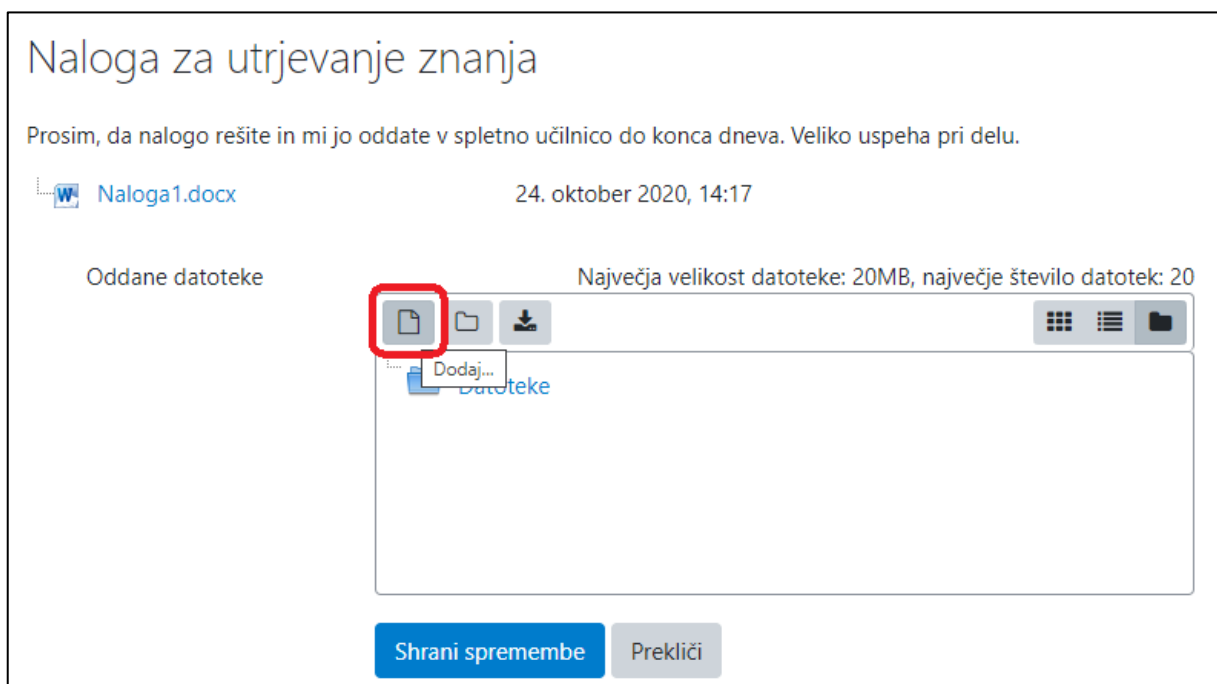 Naloga za utrjevanje znanja
Prosim, da nalogo rešite in mi jo oddate v spletno učilnico do konca dneva. Veliko uspeha pri delu.
Naloga1.docx 24. oktober 2020, 14:17
Oddane datoteke Največja velikost datoteke: 20MB, največje število datotek: 20
Dodaj...
Datoteke
Shrani spremembe Prekliči